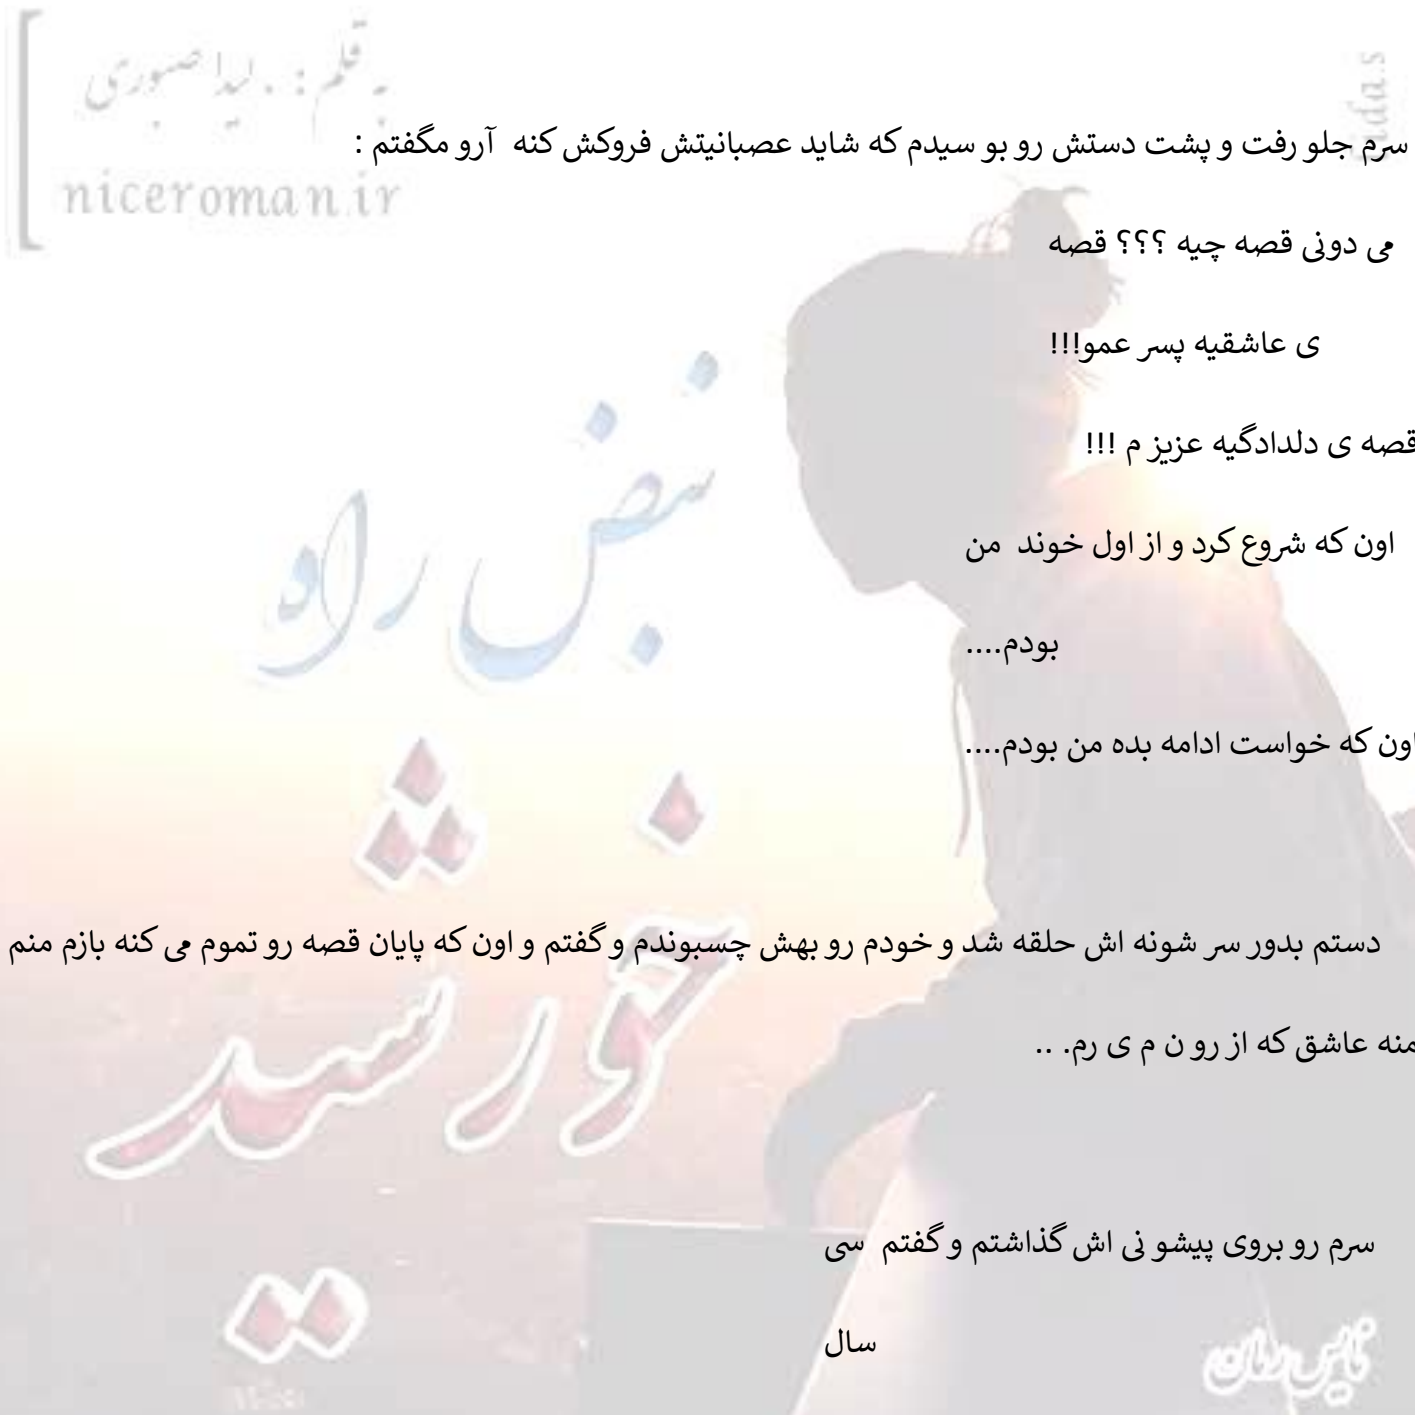 به قلم : . لیدا صبوری
niceroman.ir
lida.s
سرم جلو رفت و پشت دستش رو بو سیدم که شاید عصبانیتش فروکش کنه  آرو مگفتم :
می دونی قصه چیه ؟؟؟ قصه
ی عاشقیه پسر عمو!!!
قصه ی دلدادگیه عزیز م !!!
اون که شروع کرد و از اول خوند  من
بودم....
اون که خواست ادامه بده من بودم....
دستم بدور سر شونه اش حلقه شد و خودم رو بهش چسبوندم و گفتم و اون که پایان قصه رو تموم می کنه بازم منم
منه عاشق که از رو ن م ی رم. ..
سرم رو بروی پیشو نی اش گذاشتم و گفتم  سی
سال
نبض راه
خورشید
نایس رمان